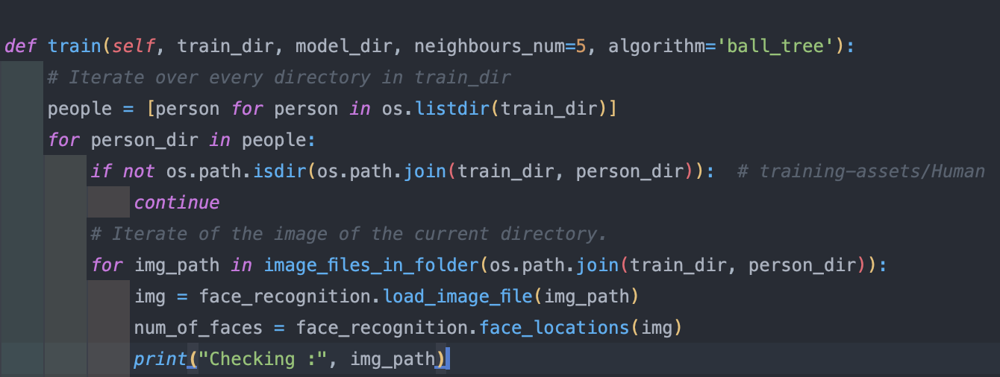 def train(self, train_dir, model_dir, neighbours_num=5, algorithm='ball_tree'):
    # Iterate over every directory in train_dir
    people = [person for person in os.listdir(train_dir)]
    for person_dir in people:
        if not os.path.isdir(os.path.join(train_dir, person_dir)):  # training-assets/Human
            continue
        # Iterate of the image of the current directory.
        for img_path in image_files_in_folder(os.path.join(train_dir, person_dir)):
            img = face_recognition.load_image_file(img_path)
            num_of_faces = face_recognition.face_locations(img)
            print("Checking :", img_path)